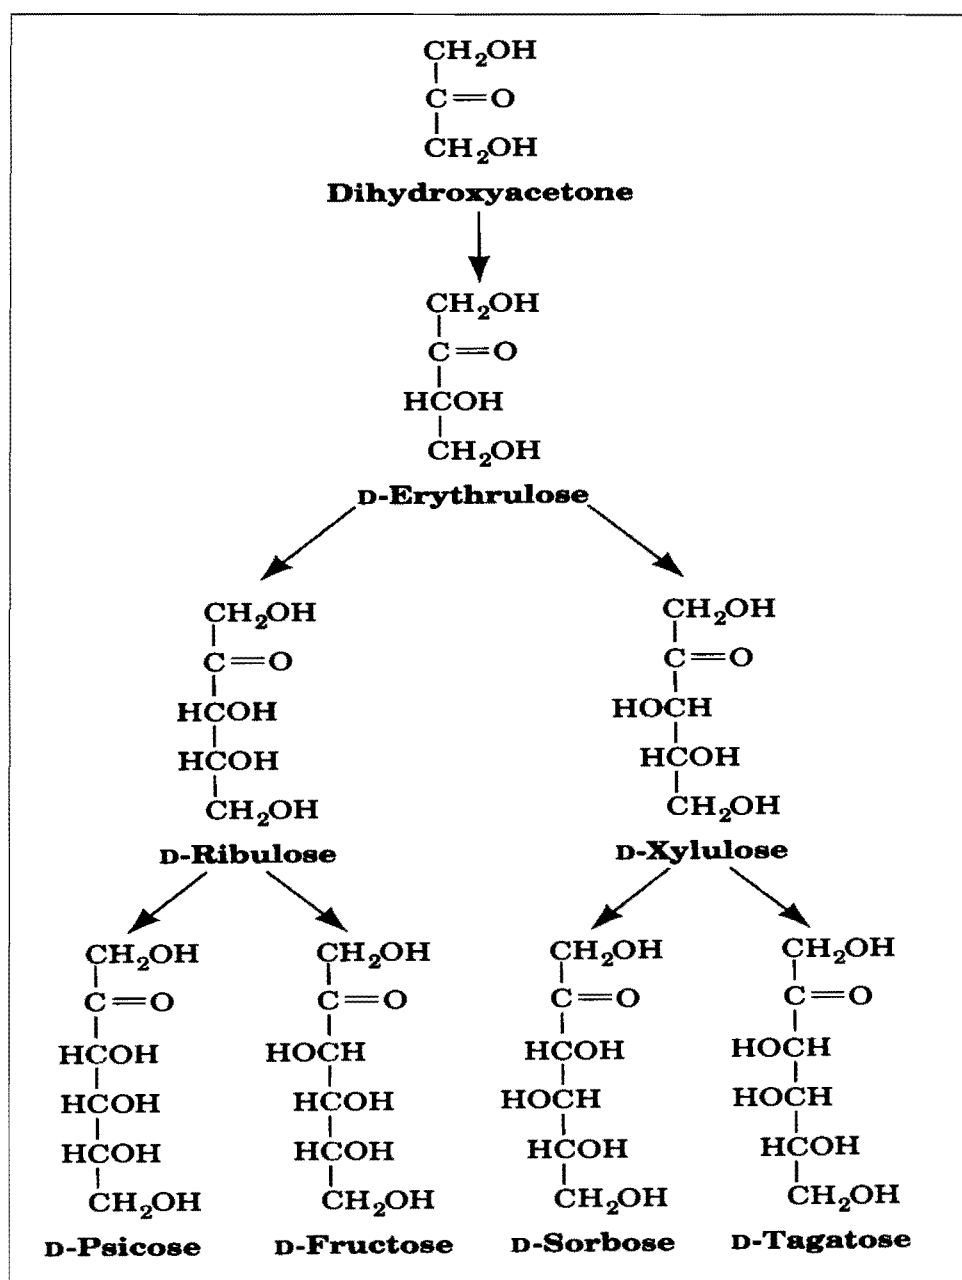 CH₂OH
C=O
CH₂OH
Dihydroxyacetone
CH₂OH
C=O
HCOH
CH₂OH
D-Erythrulose
CH₂OH
C=O
HCOH
HCOH
CH₂OH
D-Ribulose
CH₂OH
C=O
HOCH
HCOH
CH₂OH
D-Xylulose
CH₂OH
C=O
HCOH
HCOH
HCOH
CH₂OH
D-Psicose
CH₂OH
C=O
HOCH
HCOH
HCOH
CH₂OH
D-Fructose
CH₂OH
C=O
HCOH
HOCH
HCOH
CH₂OH
D-Sorbose
CH₂OH
C=O
HOCH
HOCH
HCOH
CH₂OH
D-Tagatose